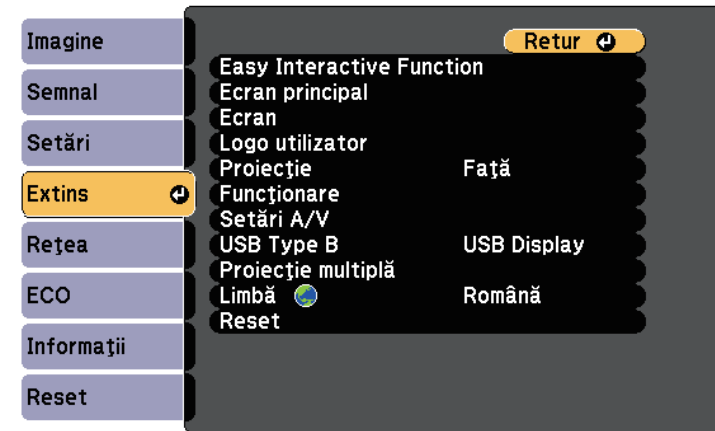 Imagine
Semnal
Setări
Extins
Reţea
ECO
Informaţii
Reset
Retur
Easy Interactive Function
Ecran principal
Ecran
Logo utilizator
Proiecţie Faţă
Funcţionare
Setări A/V
USB Type B USB Display
Proiecţie multiplă
Limbă Română
Reset